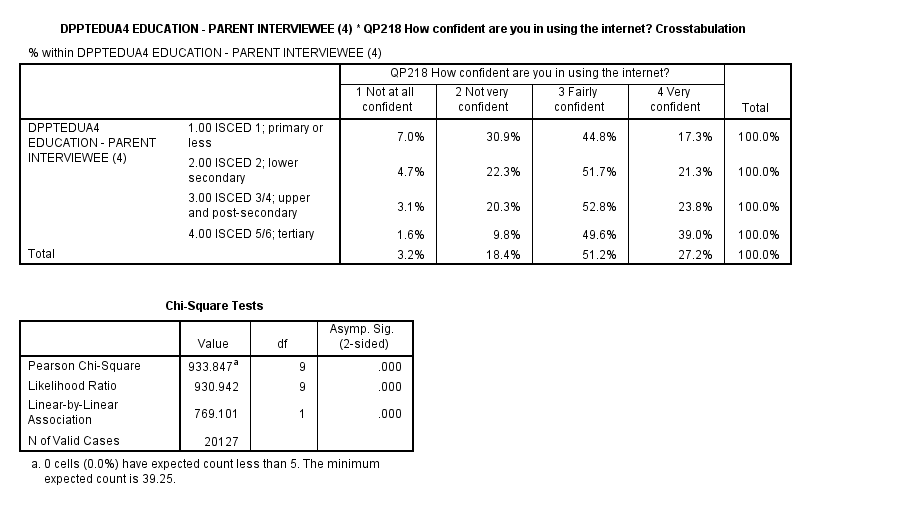 DPPTEDUA4 EDUCATION - PARENT INTERVIEWEE (4) * QP218 How confident are you in using the internet? Crosstabulation
% within DPPTEDUA4 EDUCATION - PARENT INTERVIEWEE (4)
QP218 How confident are you in using the internet?
1 Not at all confident 2 Not very confident 3 Fairly confident 4 Very confident Total
DPPTEDUA4 EDUCATION - PARENT INTERVIEWEE (4)
1.00 ISCED 1; primary or less 7.0% 30.9% 44.8% 17.3% 100.0%
2.00 ISCED 2; lower secondary 4.7% 22.3% 51.7% 21.3% 100.0%
3.00 ISCED 3/4; upper and post-secondary 3.1% 20.3% 52.8% 23.8% 100.0%
4.00 ISCED 5/6; tertiary 1.6% 9.8% 49.6% 39.0% 100.0%
Total 3.2% 18.4% 51.2% 27.2% 100.0%
Chi-Square Tests
Value df Asymp. Sig. (2-sided)
Pearson Chi-Square 933.847a 9 .000
Likelihood Ratio 930.942 9 .000
Linear-by-Linear Association 769.101 1 .000
N of Valid Cases 20127
a. 0 cells (0.0%) have expected count less than 5. The minimum
expected count is 39.25.